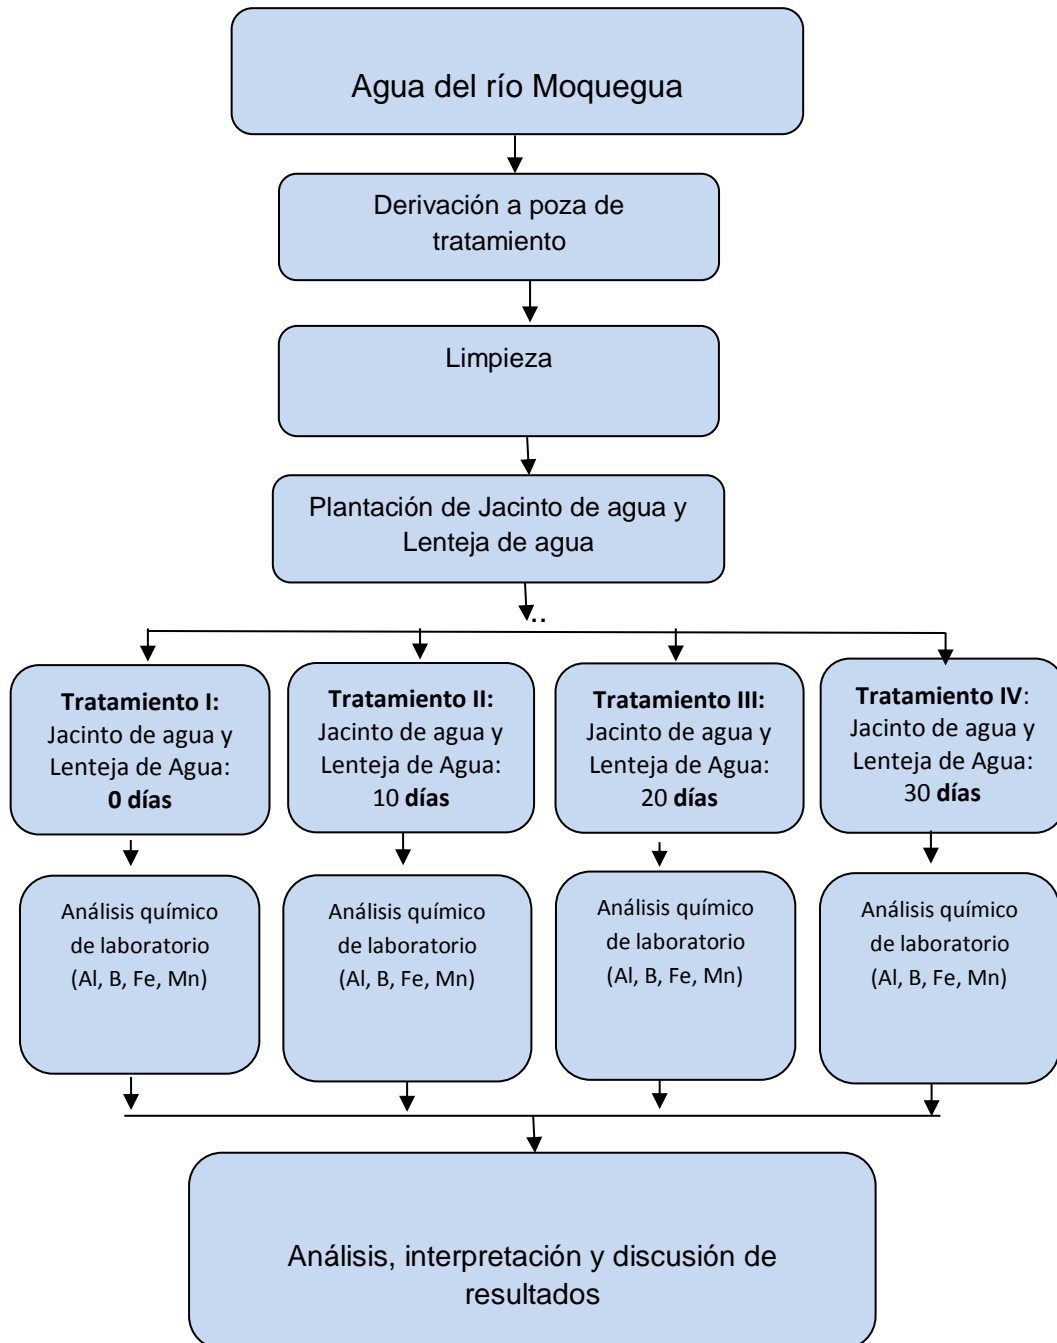 Agua del río Moquegua
Derivación a poza de
tratamiento
Limpieza
Plantación de Jacinto de agua y
Lenteja de agua
..
Tratamiento I:
Jacinto de agua y
Lenteja de Agua:
0 días
Tratamiento II:
Jacinto de agua y
Lenteja de Agua:
10 días
Tratamiento III:
Jacinto de agua y
Lenteja de Agua:
20 días
Tratamiento IV:
Jacinto de agua y
Lenteja de Agua:
30 días
Análisis químico
de laboratorio
(Al, B, Fe, Mn)
Análisis químico
de laboratorio
(Al, B, Fe, Mn)
Análisis químico
de laboratorio
(Al, B, Fe, Mn)
Análisis químico
de laboratorio
(Al, B, Fe, Mn)
Análisis, interpretación y discusión de
resultados